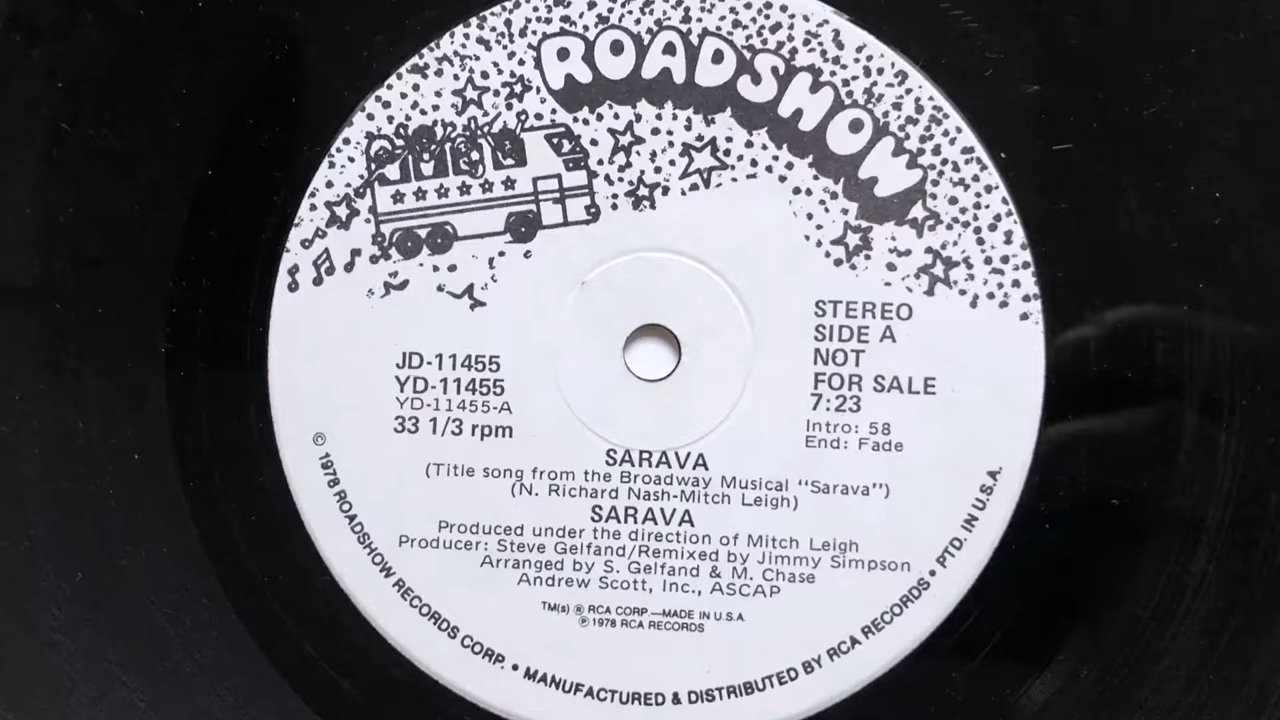 ROADSHOW
JD-11455
YD-11455
YD-11455-A
33 1/3 rpm
STEREO
SIDE A
NOT
FOR SALE
7:23
Intro: 58
End: Fade
SARAVA
(Title song from the Broadway Musical "Sarava")
(N. Richard Nash-Mitch Leigh)
SARAVA
Produced under the direction of Mitch Leigh
Producer: Steve Gelfand/Remixed by Jimmy Simpson
Arranged by S. Gelfand & M. Chase
Andrew Scott, Inc., ASCAP
TM(s) ® RCA CORP.—MADE IN U.S.A.
℗ 1978 RCA RECORDS
© 1978 ROADSHOW RECORDS CORP. • MANUFACTURED & DISTRIBUTED BY RCA RECORDS • PTD. IN U.S.A.